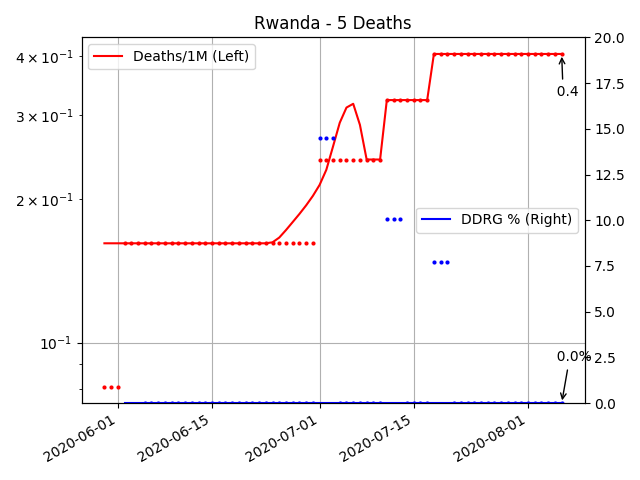 Rwanda - 5 Deaths
Deaths/1M (Left)
DDRG % (Right)
4 × 10⁻¹
3 × 10⁻¹
2 × 10⁻¹
10⁻¹
20.0
17.5
15.0
12.5
10.0
7.5
5.0
2.5
0.0
0.4
0.0%
2020-06-01
2020-06-15
2020-07-01
2020-07-15
2020-08-01